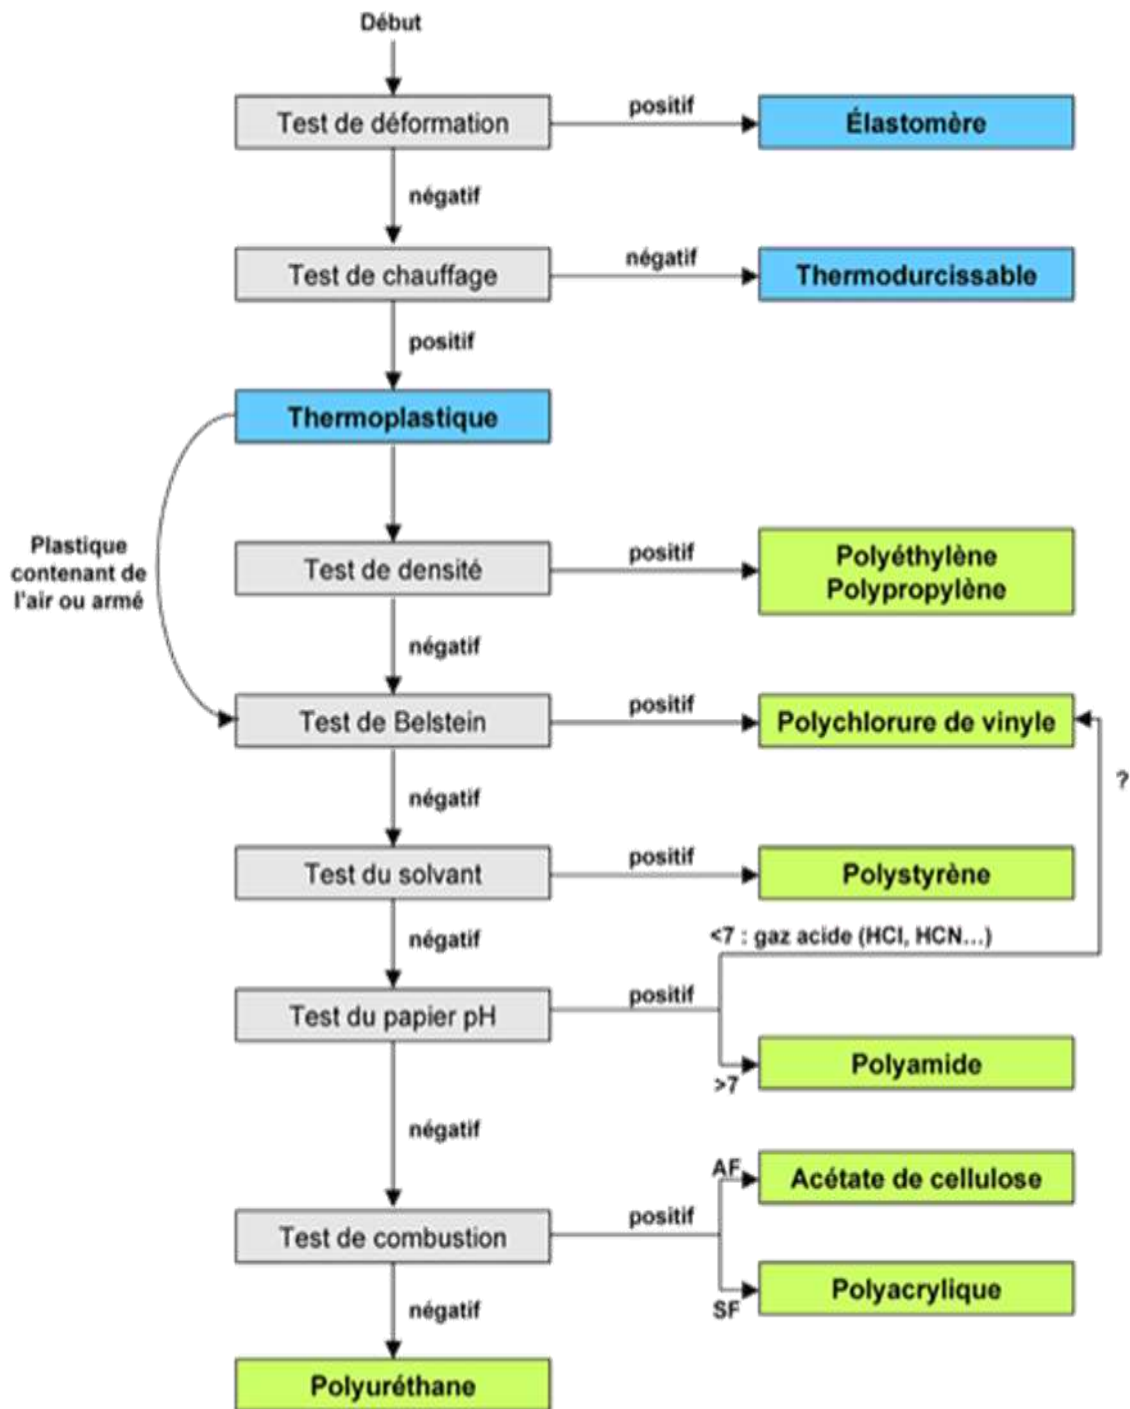 Début
Test de déformation
positif
Élastomère
négatif
Test de chauffage
négatif
Thermodurcissable
positif
Thermoplastique
Plastique
contenant de
l'air ou armé
Test de densité
positif
Polyéthylène
Polypropylène
négatif
Test de Belstein
positif
Polychlorure de vinyle
?
négatif
Test du solvant
positif
Polystyrène
négatif
<7 : gaz acide (HCl, HCN...)
Test du papier pH
positif
>7
Polyamide
négatif
AF
Acétate de cellulose
Test de combustion
positif
SF
Polyacrylique
négatif
Polyuréthane